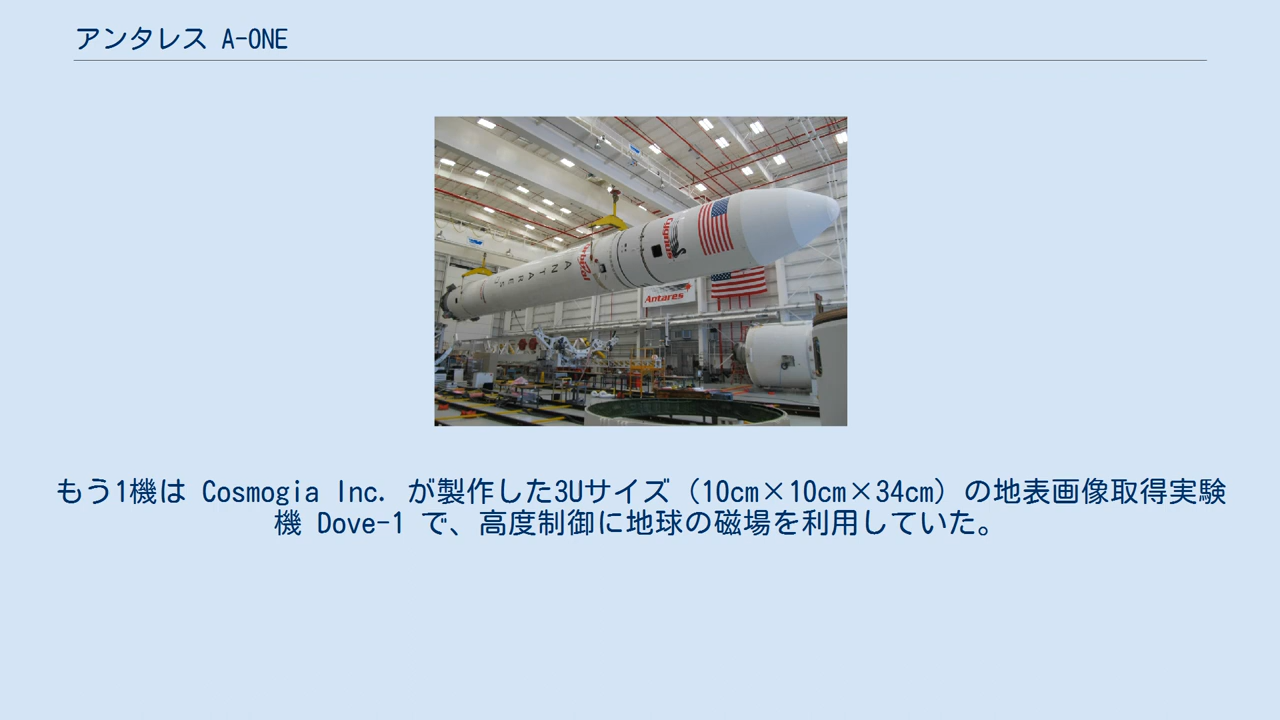 アンタレス A-ONE
ANTARES
Orbital
Cygnus
Antares
もう1機は Cosmogia Inc. が製作した3Uサイズ（10cm×10cm×34cm）の地表画像取得実験
機 Dove-1 で、高度制御に地球の磁場を利用していた。